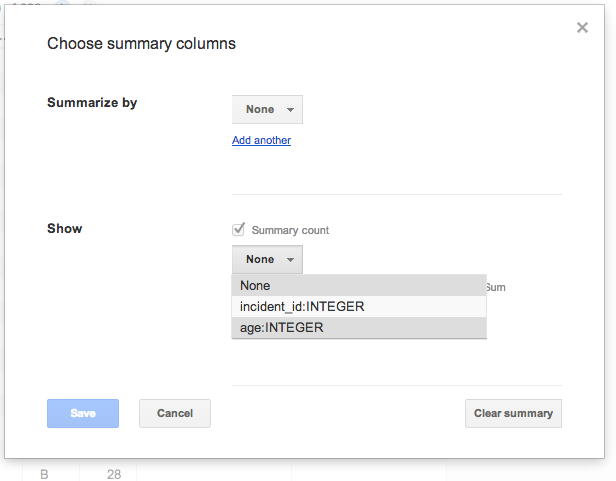 Choose summary columns
Summarize by
None
Add another
Show
Summary count
None
None
incident_id:INTEGER
Sum
age:INTEGER
Save
Cancel
Clear summary
B 28